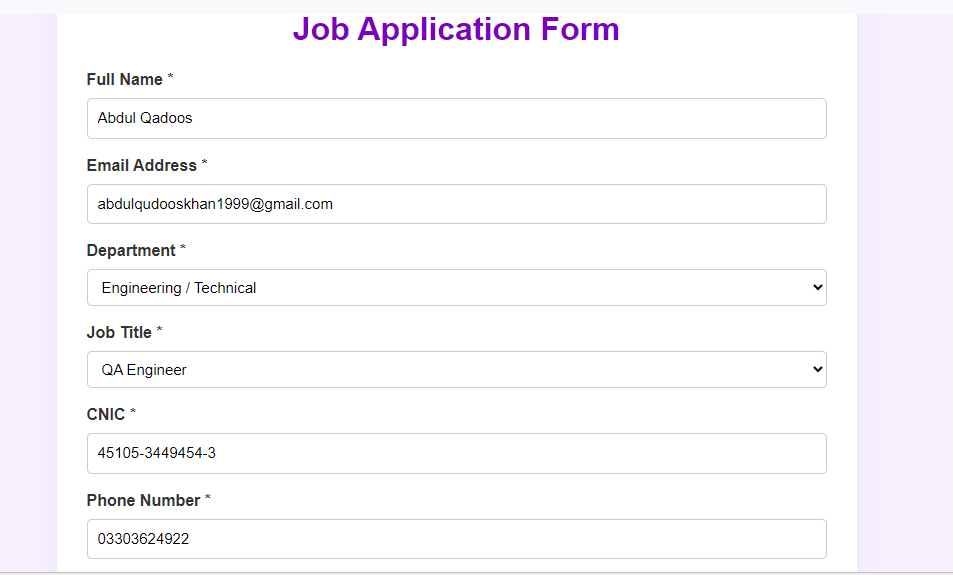 Job Application Form
Full Name *
Abdul Qadoos
Email Address *
abdulqudooskhan1999@gmail.com
Department *
Engineering / Technical
Job Title *
QA Engineer
CNIC *
45105-3449454-3
Phone Number *
03303624922